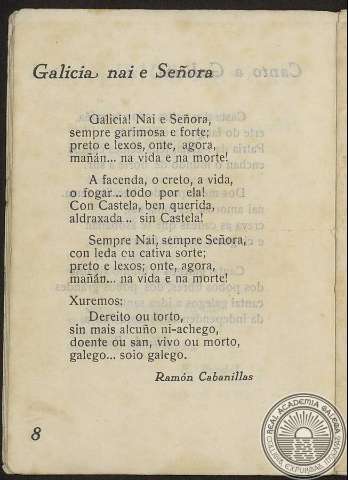 Galicia nai e Señora
Galicia! Nai e Señora,
sempre garimosa e forte;
preto e lexos, onte, agora,
mañán... na vida e na morte!
A facenda, o creto, a vida,
o fogar... todo por ela!
Con Castela, ben querida,
aldraxada... sin Castela!
Sempre Nai, sempre Señora,
con leda ou cativa sorte;
preto e lexos; onte, agora,
mañán... na vida e na morte!
Xuremos:
Dereito ou torto,
sin mais alcuño ni-achego,
doente ou san, vivo ou morto,
galego... soio galego.
Ramón Cabanillas
8
REAL ACADEMIA GALEGA